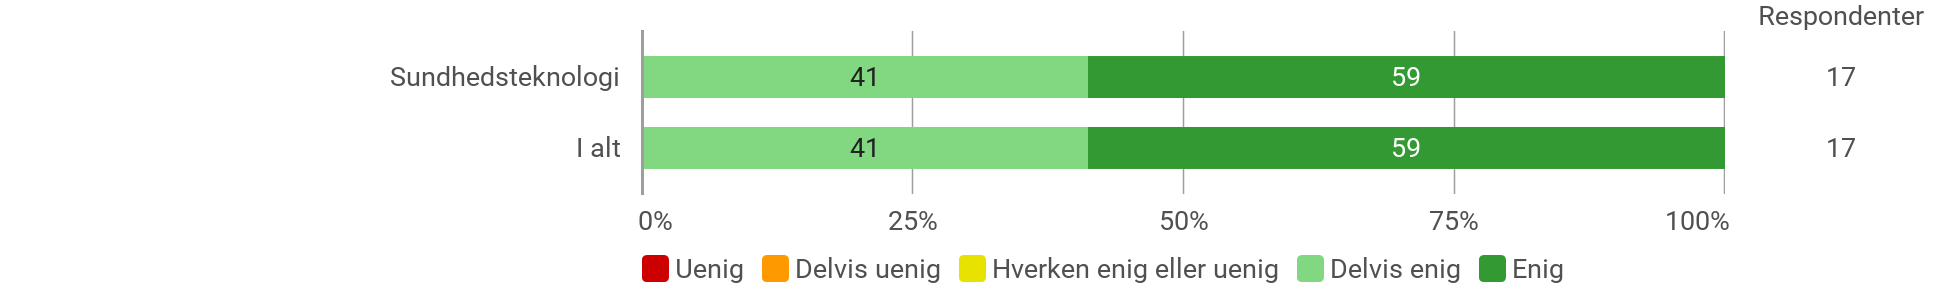 Respondenter
Sundhedsteknologi 41 59 17
I alt 41 59 17
0% 25% 50% 75% 100%
Uenig Delvis uenig Hverken enig eller uenig Delvis enig Enig